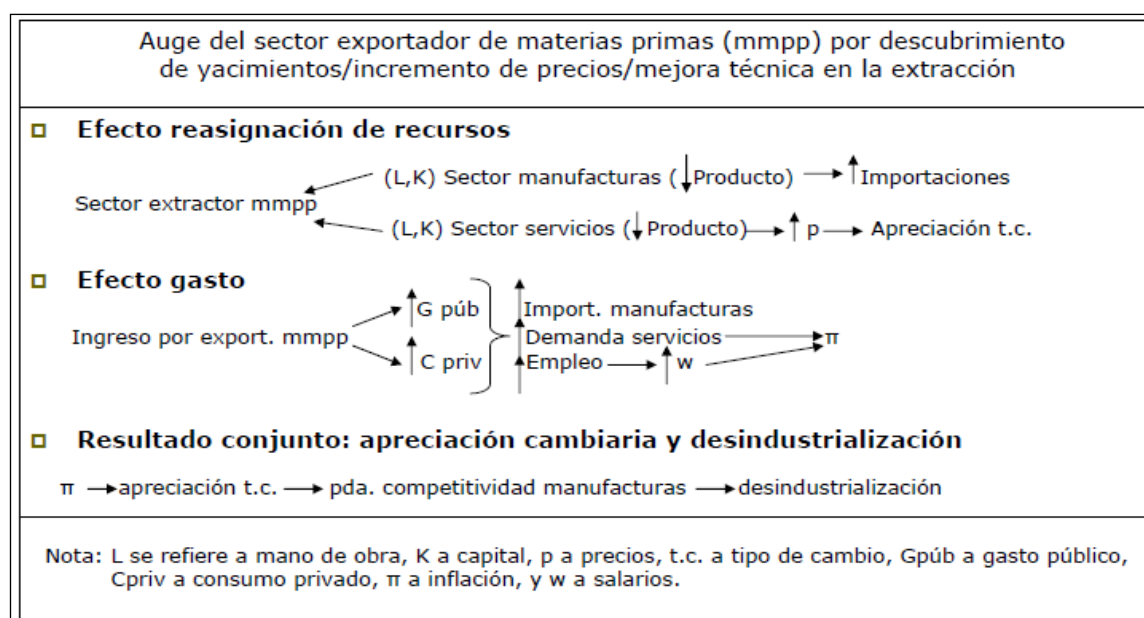 Auge del sector exportador de materias primas (mmpp) por descubrimiento
de yacimientos/incremento de precios/mejora técnica en la extracción
Efecto reasignación de recursos
(L,K) Sector manufacturas (↓Producto) → ↑Importaciones
Sector extractor mmpp
(L,K) Sector servicios (↓Producto) → ↑ p → Apreciación t.c.
Efecto gasto
↑G púb
↑Import. manufacturas
Ingreso por export. mmpp
↑Demanda servicios → π
↑C priv
↑Empleo → ↑w
Resultado conjunto: apreciación cambiaria y desindustrialización
π → apreciación t.c. → pda. competitividad manufacturas → desindustrialización
Nota: L se refiere a mano de obra, K a capital, p a precios, t.c. a tipo de cambio, Gpúb a gasto público,
Cpriv a consumo privado, π a inflación, y w a salarios.